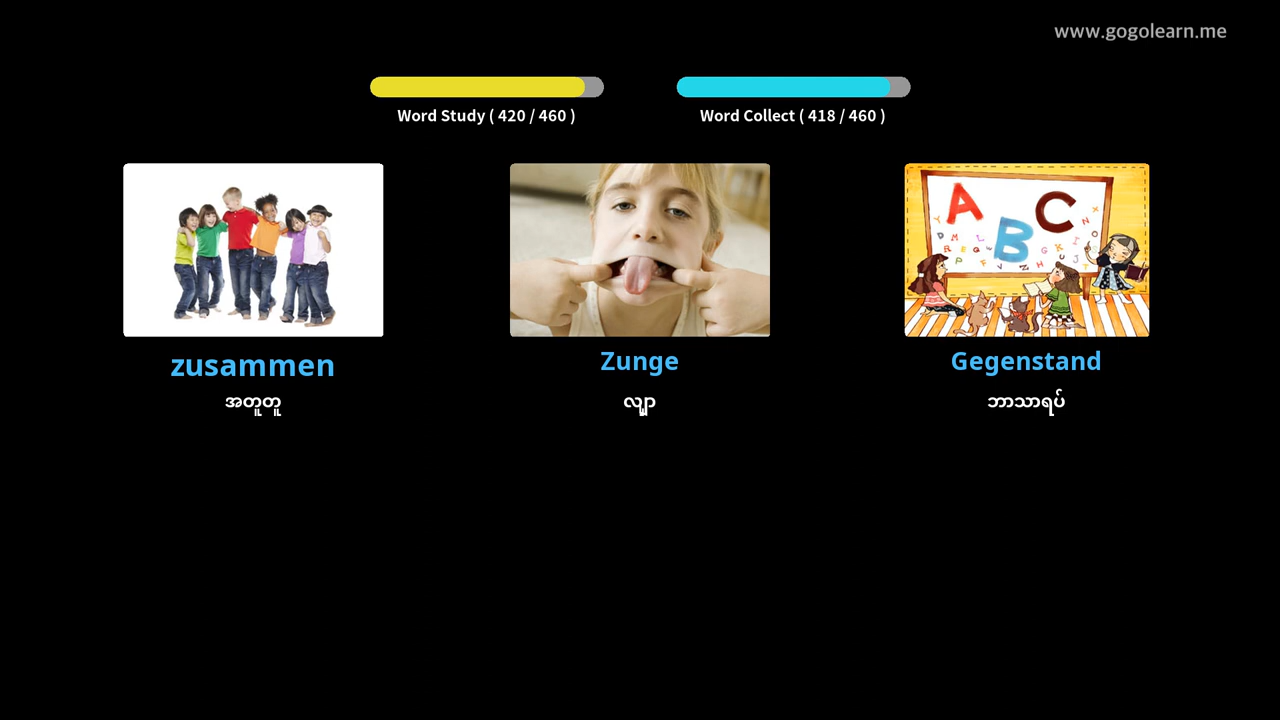 www.gogolearn.me
Word Study ( 420 / 460 )
Word Collect ( 418 / 460 )
A
B
C
zusammen
Zunge
Gegenstand
အတူတူ
လျှာ
ဘာသာရပ်